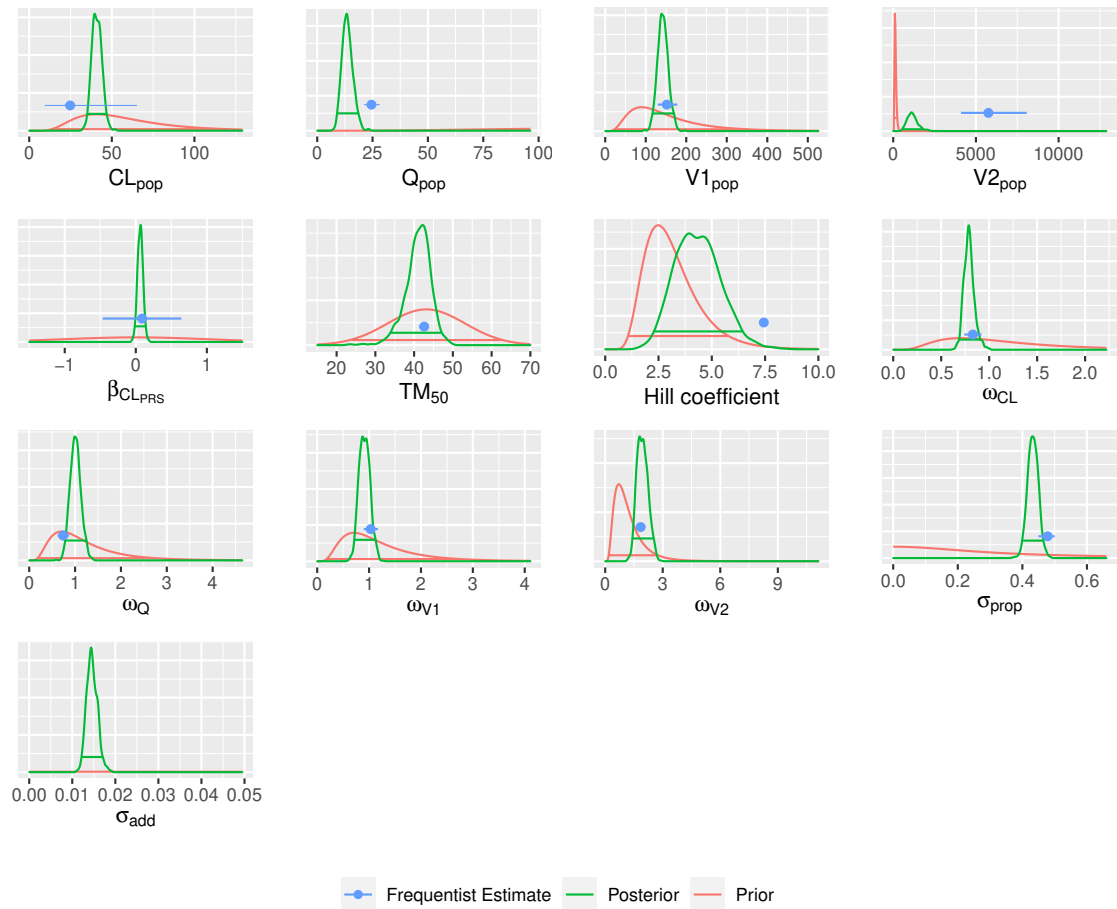 0 50 100
CLpop
0 25 50 75 100
Qpop
0 100 200 300 400 500
V1pop
0 5000 10000
V2pop
−1 0 1
βCLPRS
20 30 40 50 60 70
TM50
0.0 2.5 5.0 7.5 10.0
Hill coefficient
0.0 0.5 1.0 1.5 2.0
ωCL
0 1 2 3 4
ωQ
0 1 2 3 4
ωV1
0 3 6 9
ωV2
0.0 0.2 0.4 0.6
σprop
0.00 0.01 0.02 0.03 0.04 0.05
σadd
Frequentist Estimate Posterior Prior